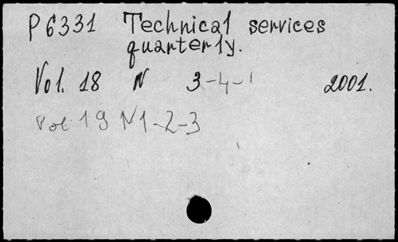 P6331 Technical services
quarterly.
Vol. 18 N 3-4-1 2001.
Vol 19 N1-2-3